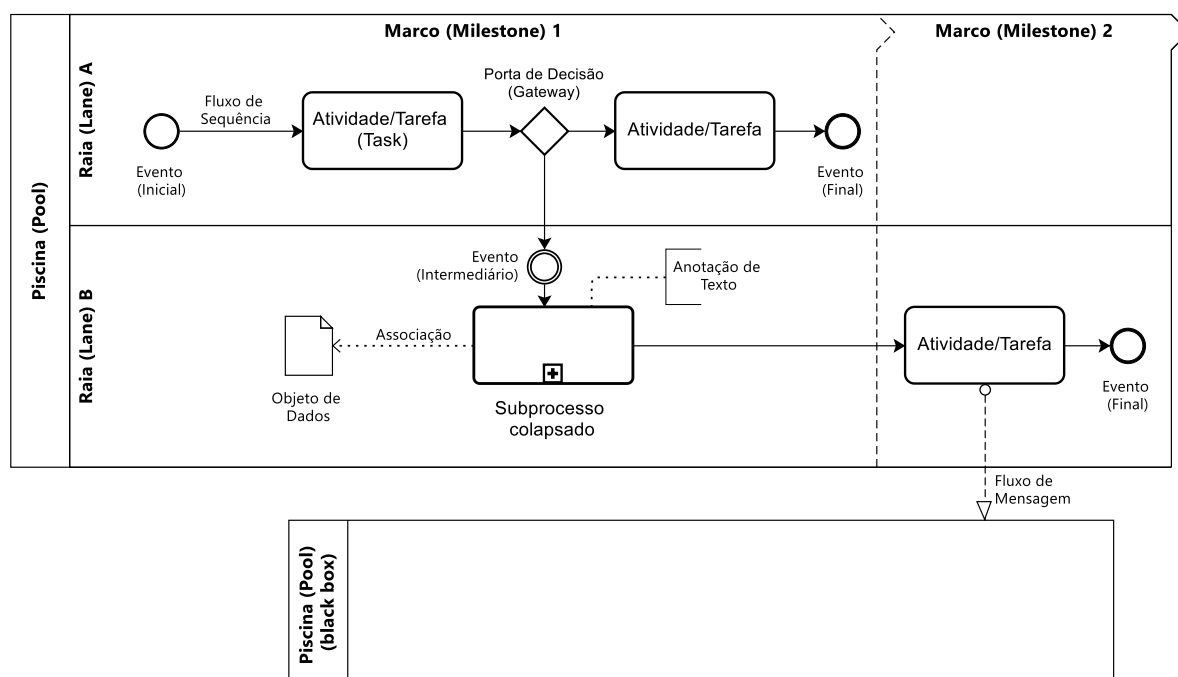 Marco (Milestone) 1
Marco (Milestone) 2
Piscina (Pool)
Raia (Lane) A
Evento
(Inicial)
Fluxo de
Sequência
Atividade/Tarefa
(Task)
Porta de Decisão
(Gateway)
Atividade/Tarefa
Evento
(Final)
Raia (Lane) B
Evento
(Intermediário)
Anotação de
Texto
Associação
Objeto de
Dados
Subprocesso
colapsado
Atividade/Tarefa
Evento
(Final)
Fluxo de
Mensagem
Piscina (Pool)
(black box)